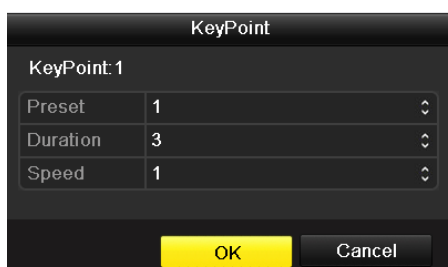 KeyPoint
KeyPoint:1
Preset 1
Duration 3
Speed 1
OK Cancel